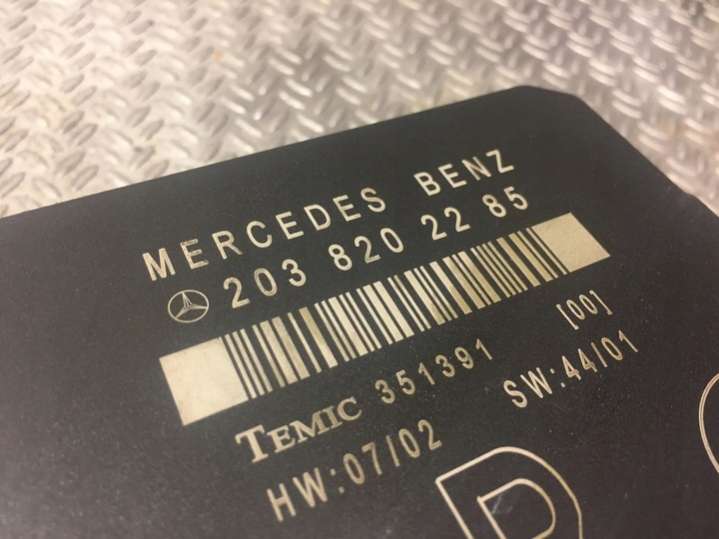 MERCEDES BENZ
203 820 22 85
TEMIC 351391 [00]
HW:07/02 SW:44/01
D